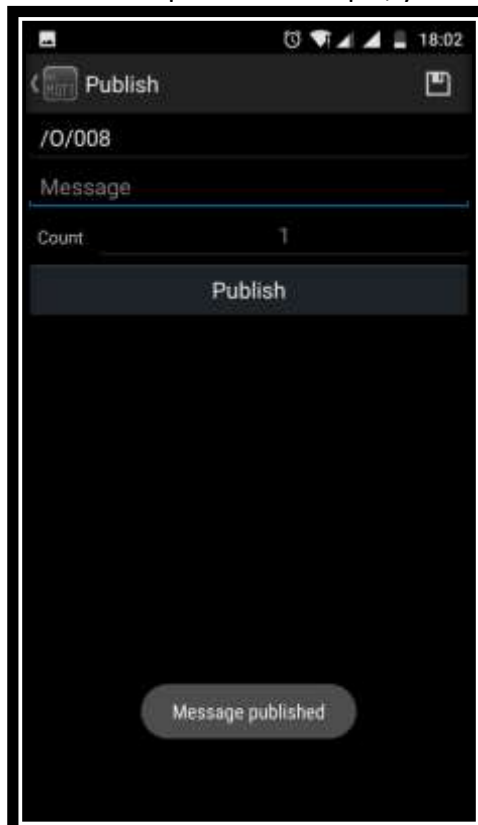 18:02
Publish
/O/008
Message
Count 1
Publish
Message published